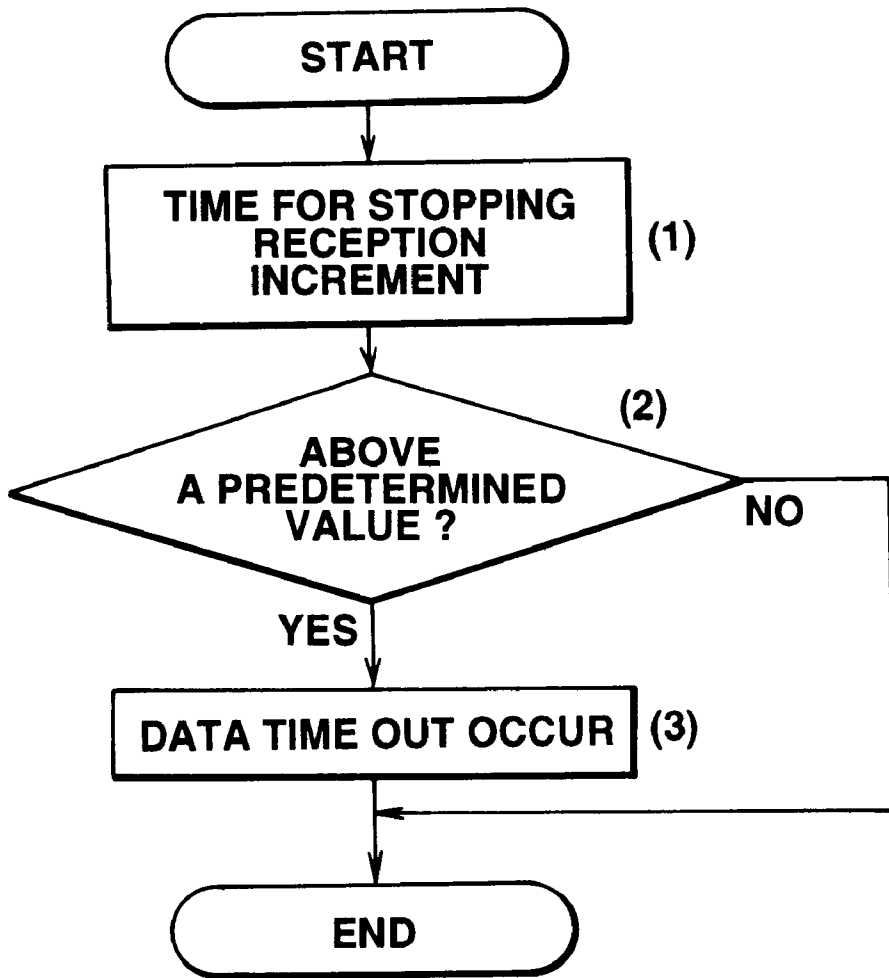 START
TIME FOR STOPPING
RECEPTION
INCREMENT
(1)
(2)
ABOVE
A PREDETERMINED
VALUE ?
NO
YES
DATA TIME OUT OCCUR
(3)
END